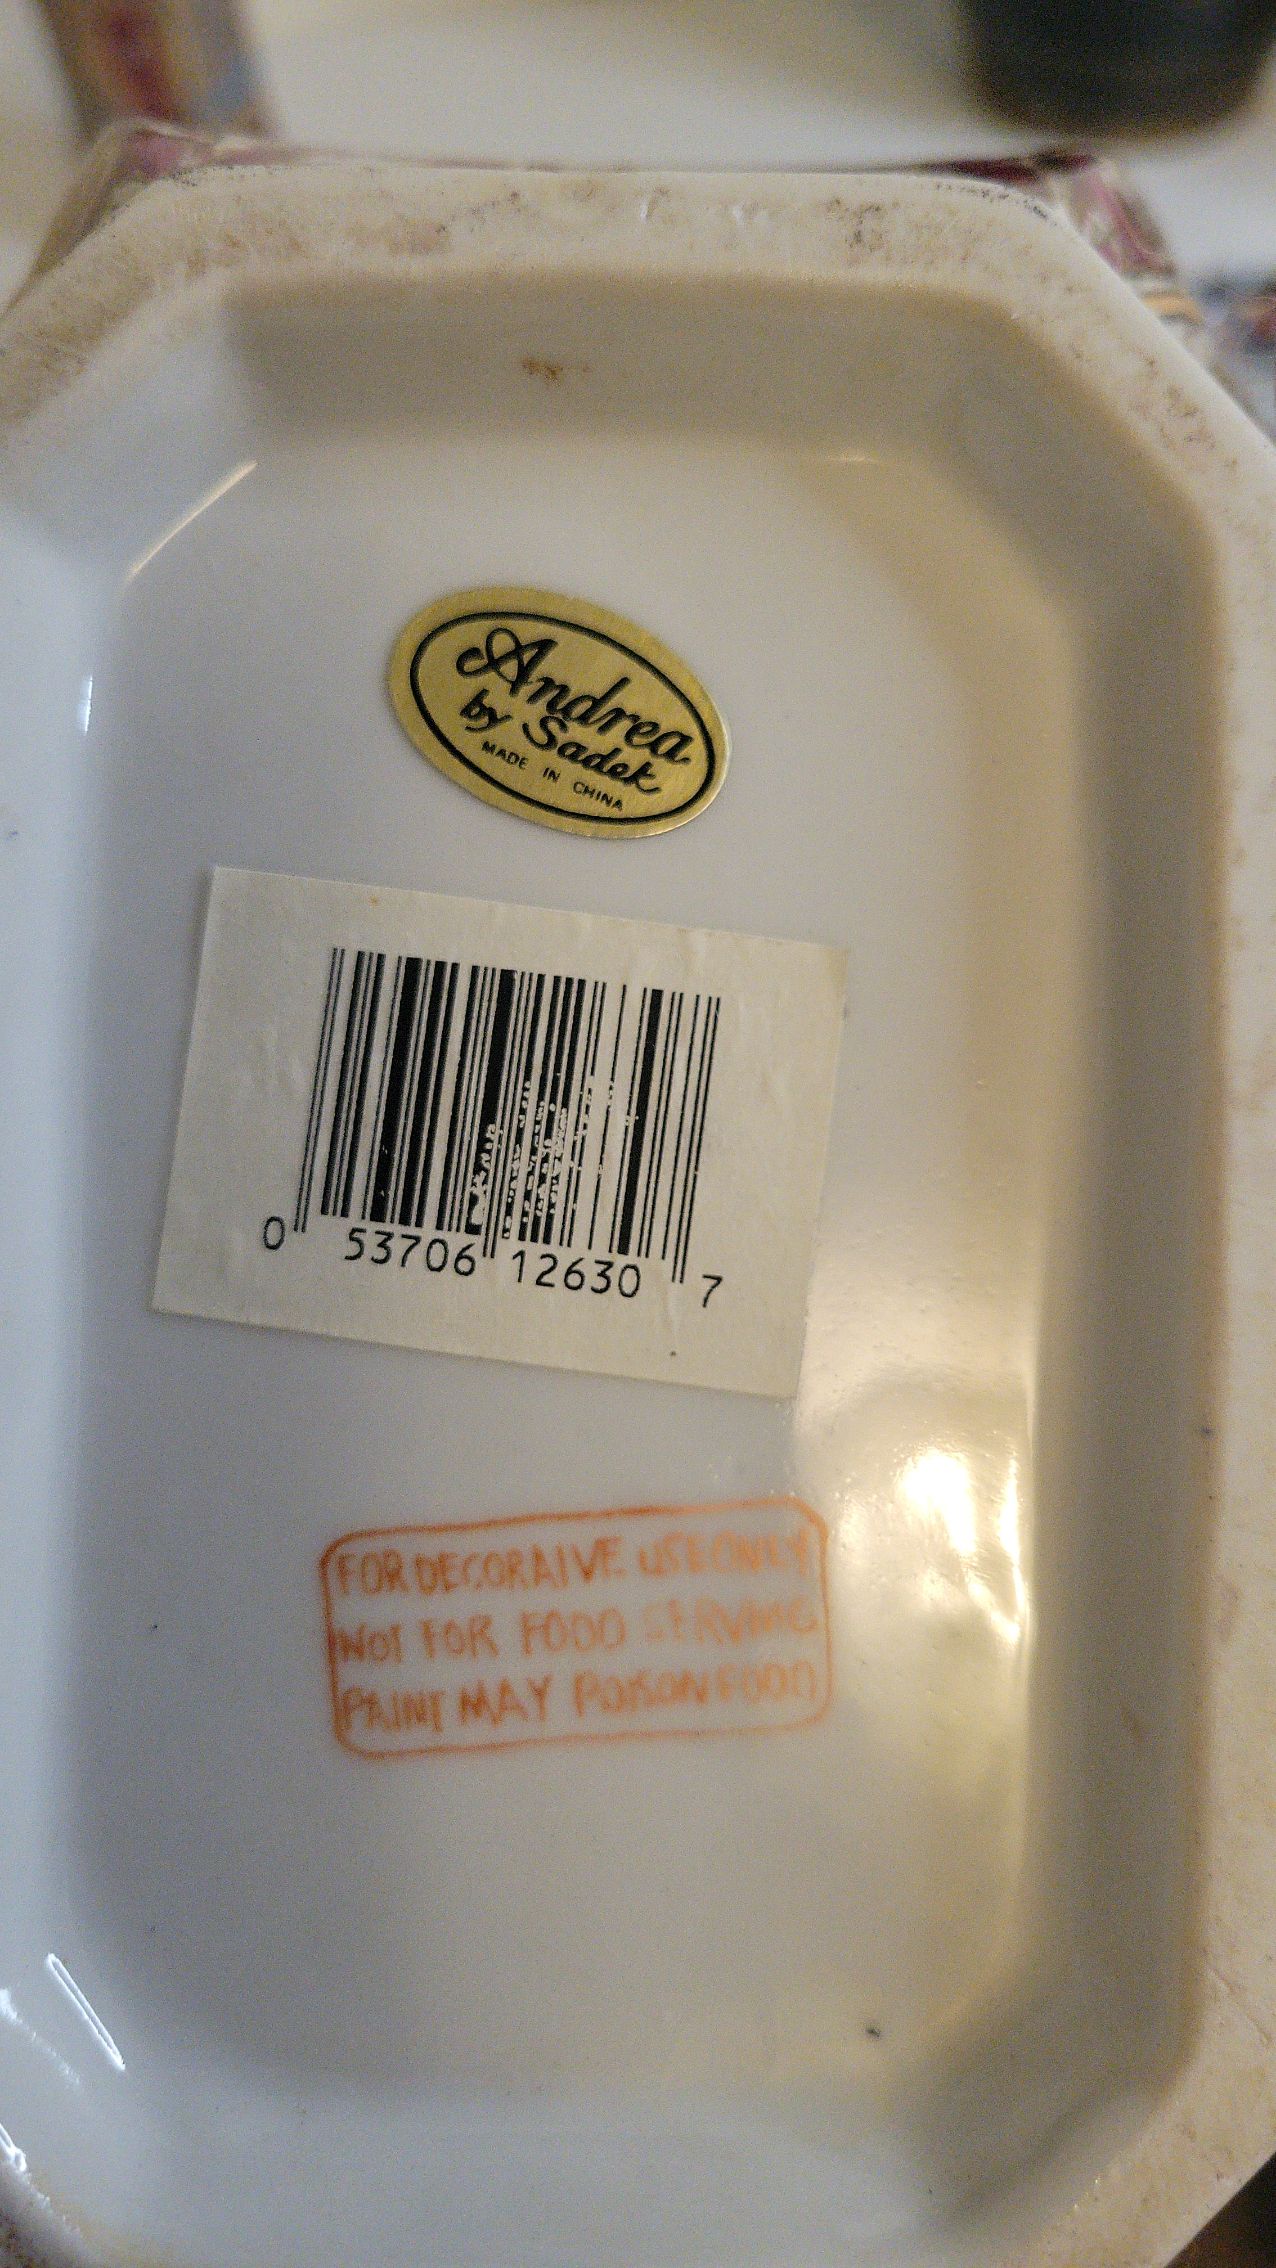 Andrea
by Sadek
MADE IN CHINA
0 53706 12630 7
FOR DECORAIVE USE ONLY
NOT FOR FOOD SERVING
PAINT MAY POISON FOOD